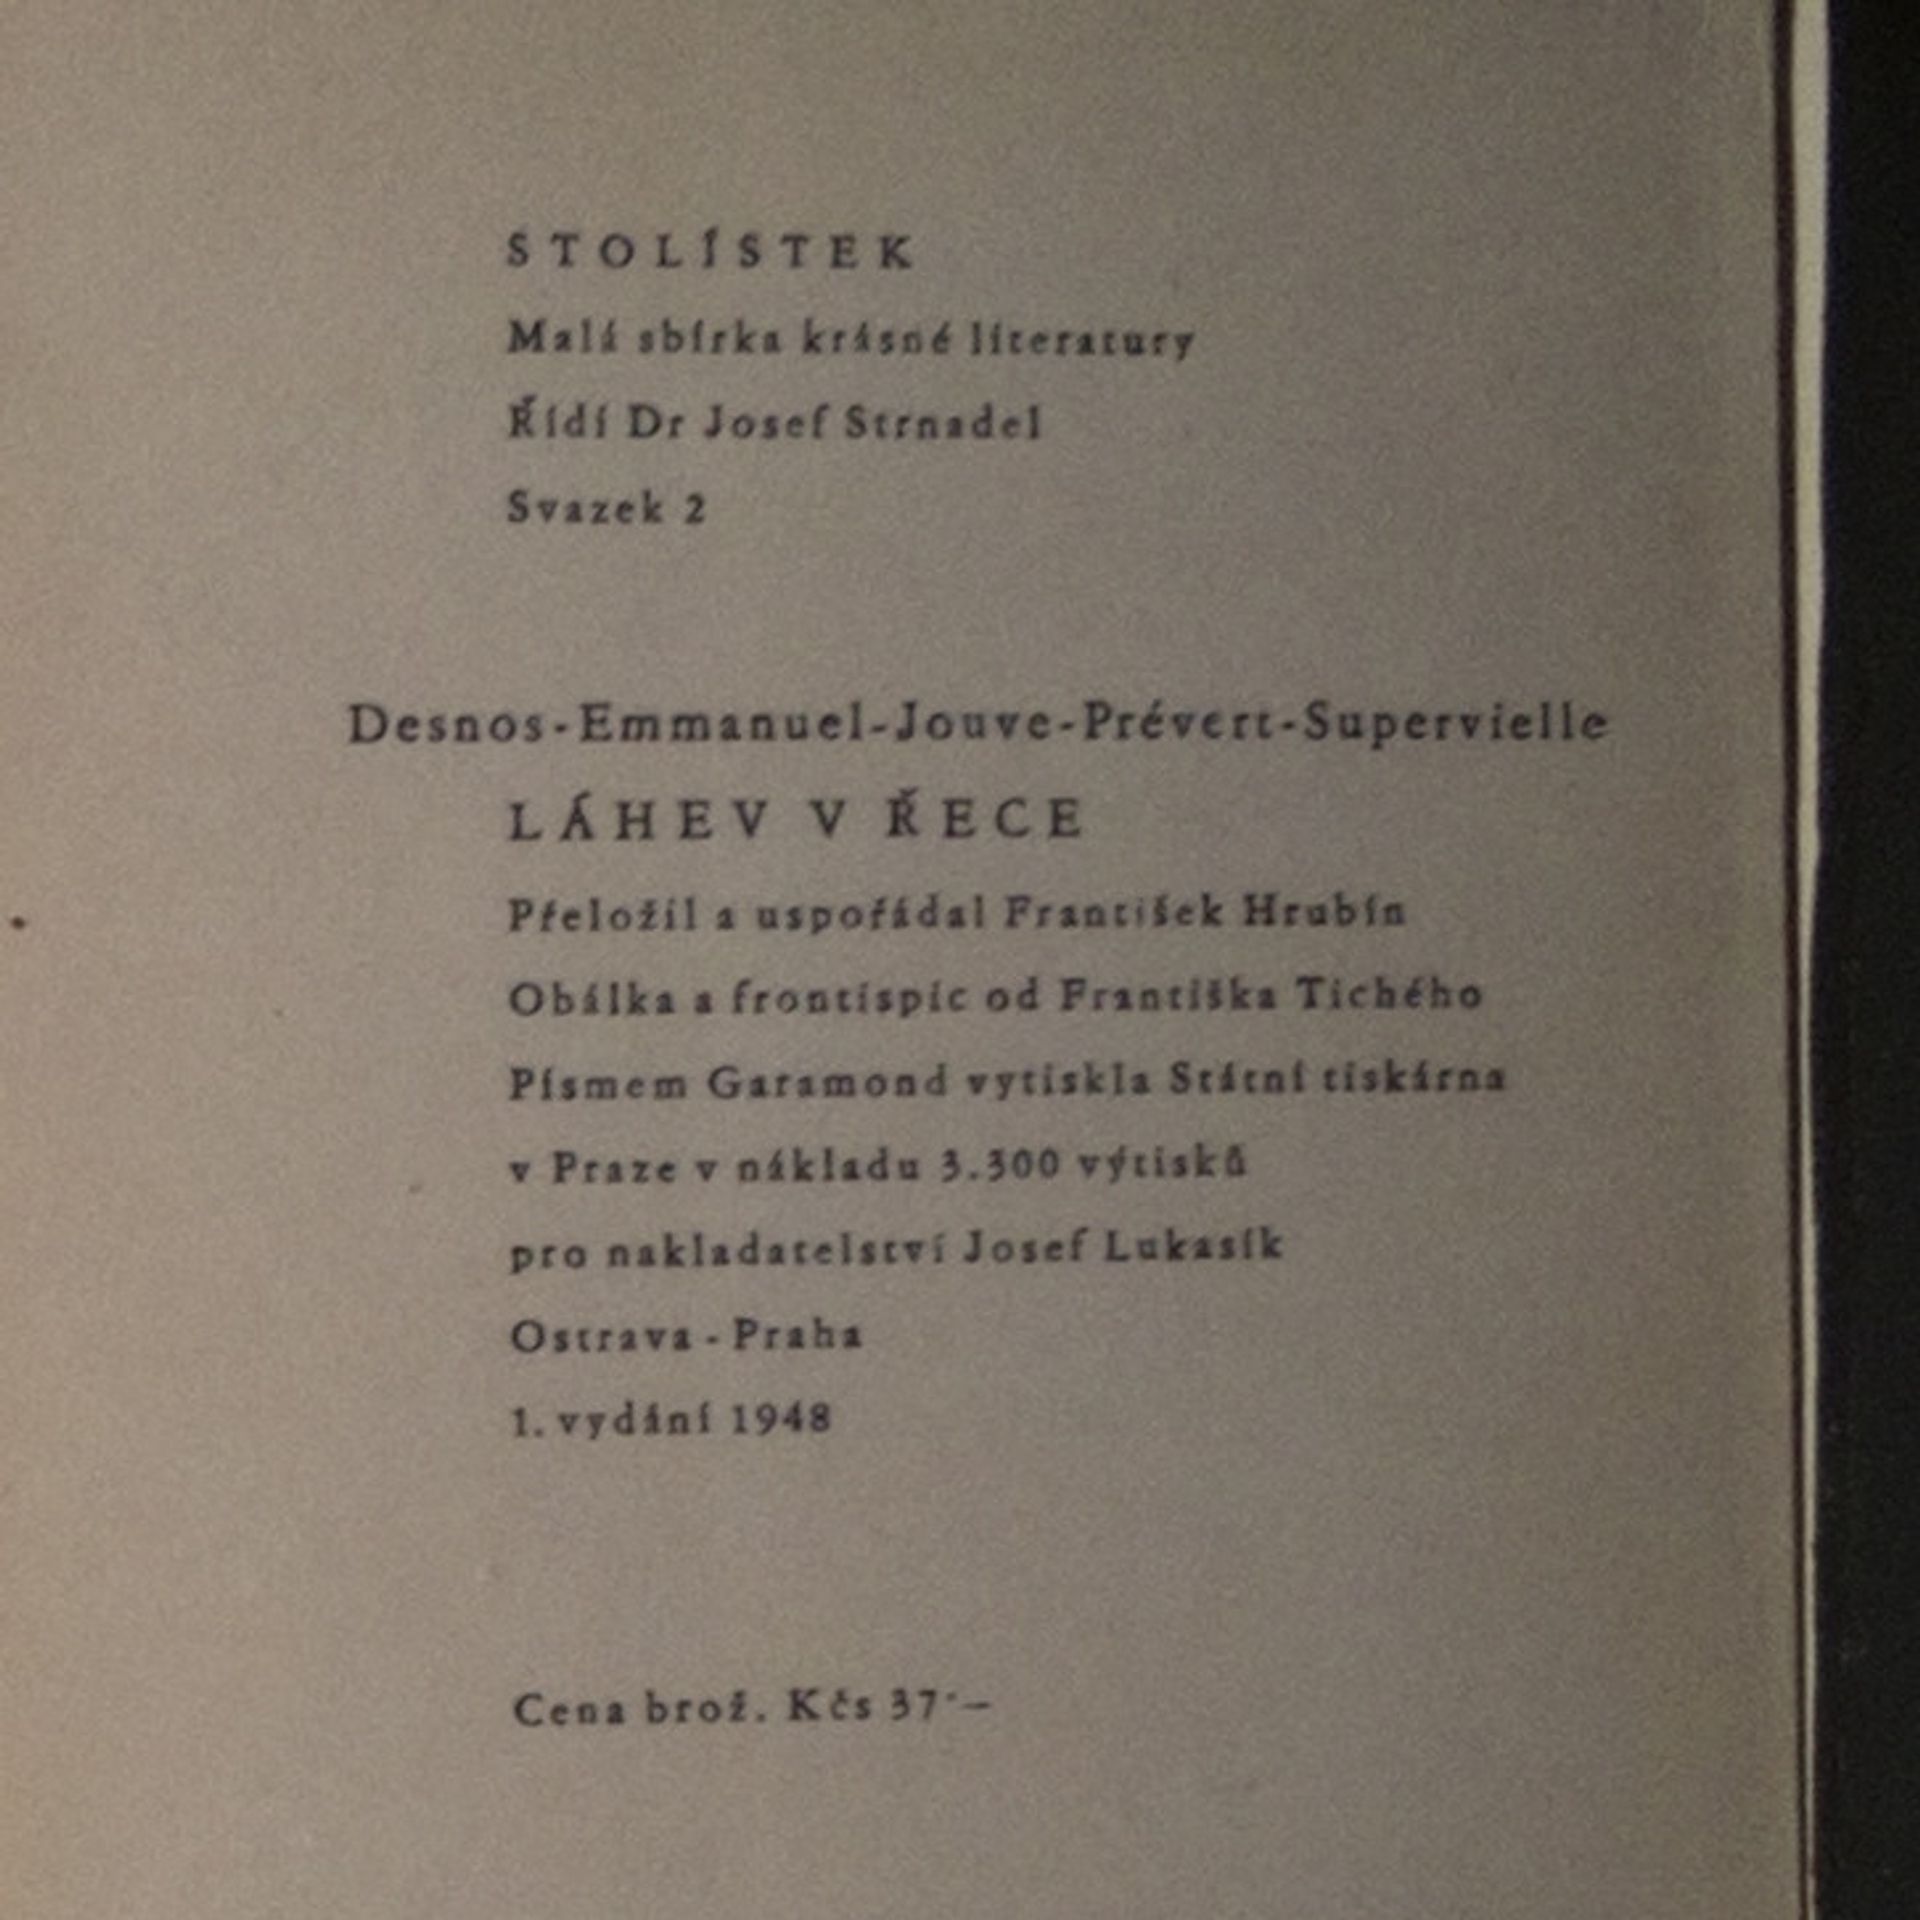 STOLÍSTEK
Malá sbírka krásné literatury
Řídí Dr Josef Strnadel
Svazek 2
Desnos-Emmanuel-Jouve-Prévert-Supervielle
LÁHEV V ŘECE
Přeložil a uspořádal František Hrubín
Obálka a frontispic od Františka Tichého
Písmem Garamond vytiskla Státní tiskárna
v Praze v nákladu 3.300 výtisků
pro nakladatelství Josef Lukasík
Ostrava - Praha
1. vydání 1948
Cena brož. Kčs 37·–